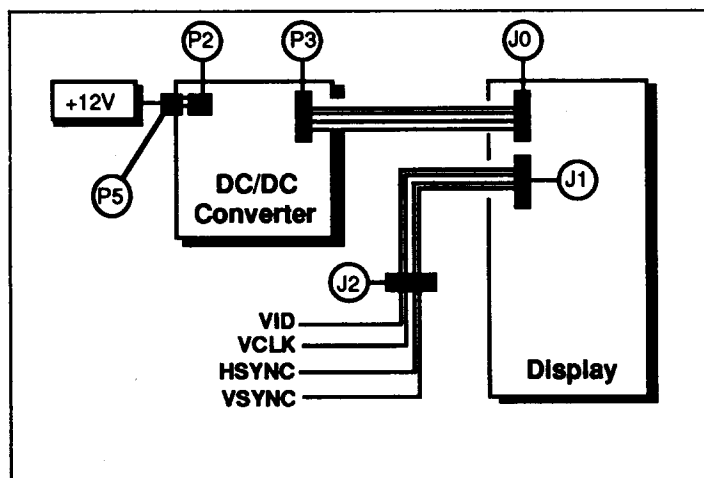 P2
P3
J0
+12V
P5
DC/DC
Converter
J1
J2
VID
VCLK
HSYNC
VSYNC
Display